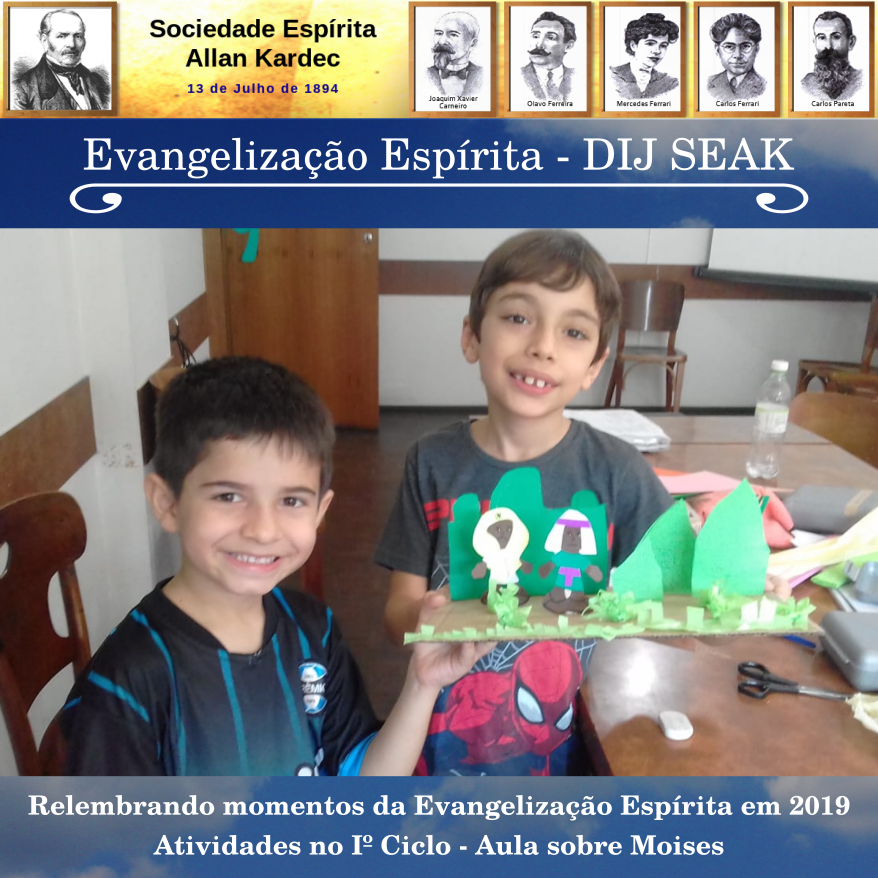 Sociedade Espírita
Allan Kardec
13 de Julho de 1894
Joaquim Xavier
Carneiro
Olavo Ferreira
Mercedes Ferrari
Carlos Ferrari
Carlos Pareta
Evangelização Espírita - DIJ SEAK
Relembrando momentos da Evangelização Espírita em 2019
Atividades no Iº Ciclo - Aula sobre Moises